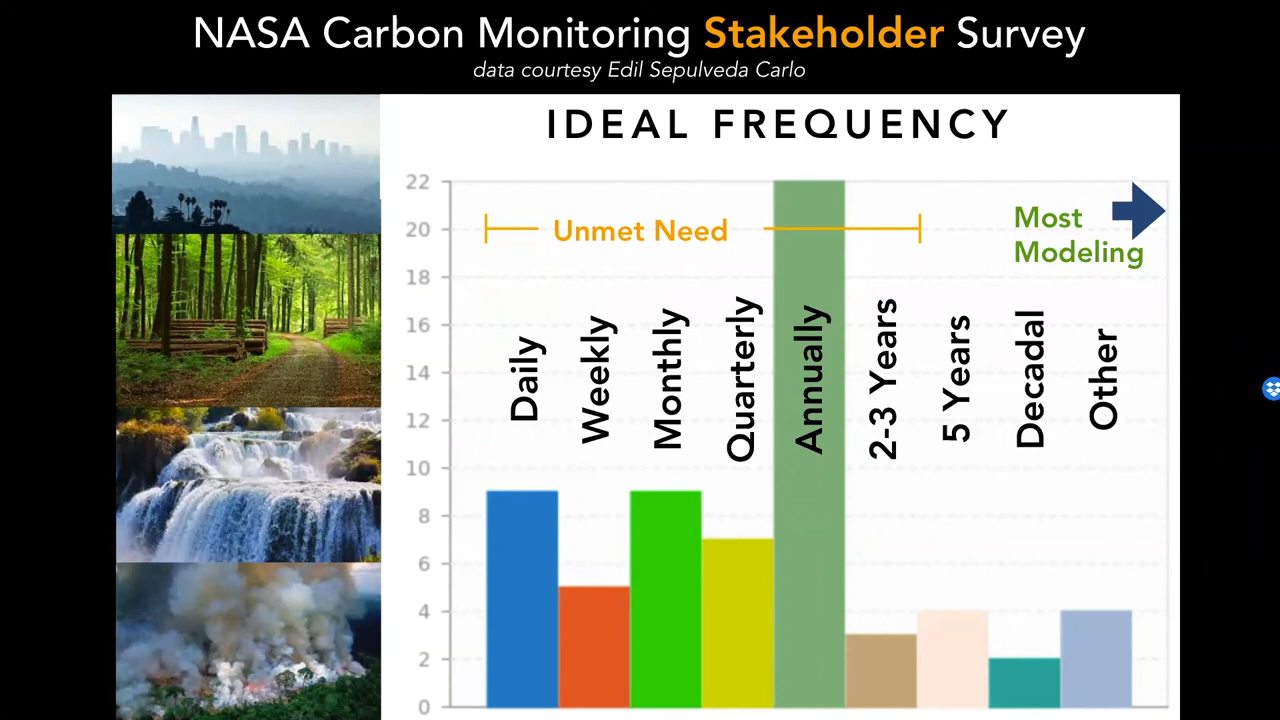 NASA Carbon Monitoring Stakeholder Survey
data courtesy Edil Sepulveda Carlo
IDEAL FREQUENCY
22
20
18
16
14
12
10
8
6
4
2
0
Unmet Need
Most
Modeling
Daily
Weekly
Monthly
Quarterly
Annually
2-3 Years
5 Years
Decadal
Other